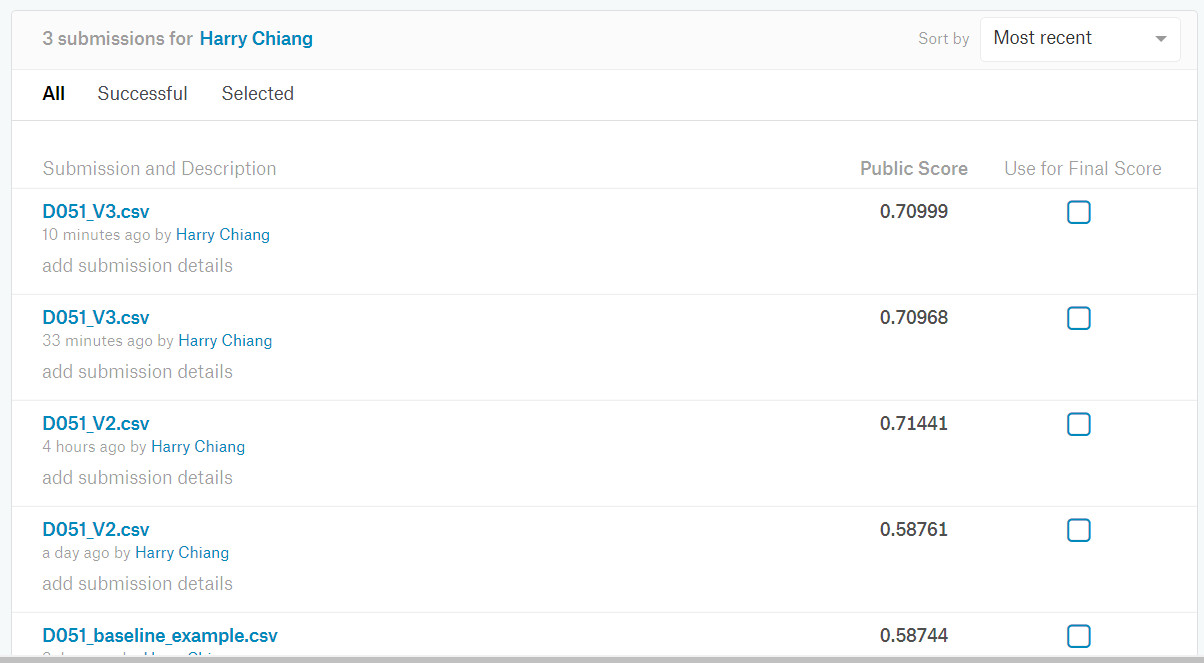 3 submissions for Harry Chiang
Sort by Most recent
All Successful Selected
Submission and Description Public Score Use for Final Score
D051_V3.csv 0.70999
10 minutes ago by Harry Chiang
add submission details
D051_V3.csv 0.70968
33 minutes ago by Harry Chiang
add submission details
D051_V2.csv 0.71441
4 hours ago by Harry Chiang
add submission details
D051_V2.csv 0.58761
a day ago by Harry Chiang
add submission details
D051_baseline_example.csv 0.58744